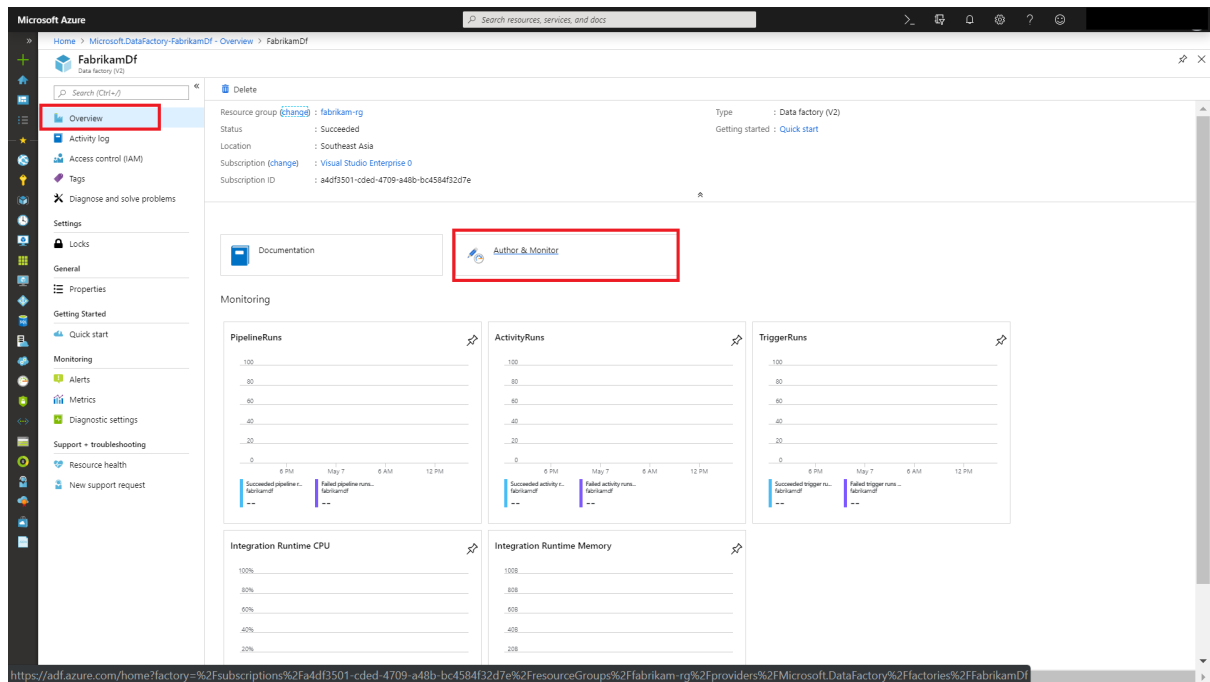 Microsoft Azure
Search resources, services, and docs
Home > Microsoft.DataFactory-FabrikamDf - Overview > FabrikamDf
FabrikamDf
Data factory (V2)
Search (Ctrl+/)
Overview
Activity log
Access control (IAM)
Tags
Diagnose and solve problems
Settings
Locks
General
Properties
Getting Started
Quick start
Monitoring
Alerts
Metrics
Diagnostic settings
Support + troubleshooting
Resource health
New support request
Delete
Resource group (change) : fabrikam-rg
Status : Succeeded
Location : Southeast Asia
Subscription (change) : Visual Studio Enterprise 0
Subscription ID : a4df3501-cded-4709-a48b-bc4584f32d7e
Type : Data factory (V2)
Getting started : Quick start
Documentation
Author & Monitor
Monitoring
PipelineRuns
100
80
60
40
20
0
6 PM May 7 6 AM 12 PM
Succeeded pipeline r...
fabrikamdf
--
Failed pipeline runs...
fabrikamdf
--
ActivityRuns
100
80
60
40
20
0
6 PM May 7 6 AM 12 PM
Succeeded activity r...
fabrikamdf
--
Failed activity runs...
fabrikamdf
--
TriggerRuns
100
80
60
40
20
0
6 PM May 7 6 AM 12 PM
Succeeded trigger ru...
fabrikamdf
--
Failed trigger runs ...
fabrikamdf
--
Integration Runtime CPU
100%
80%
60%
40%
20%
Integration Runtime Memory
100B
80B
60B
40B
20B
https://adf.azure.com/home?factory=%2Fsubscriptions%2Fa4df3501-cded-4709-a48b-bc4584f32d7e%2FresourceGroups%2Ffabrikam-rg%2Fproviders%2FMicrosoft.DataFactory%2Ffactories%2FFabrikamDf